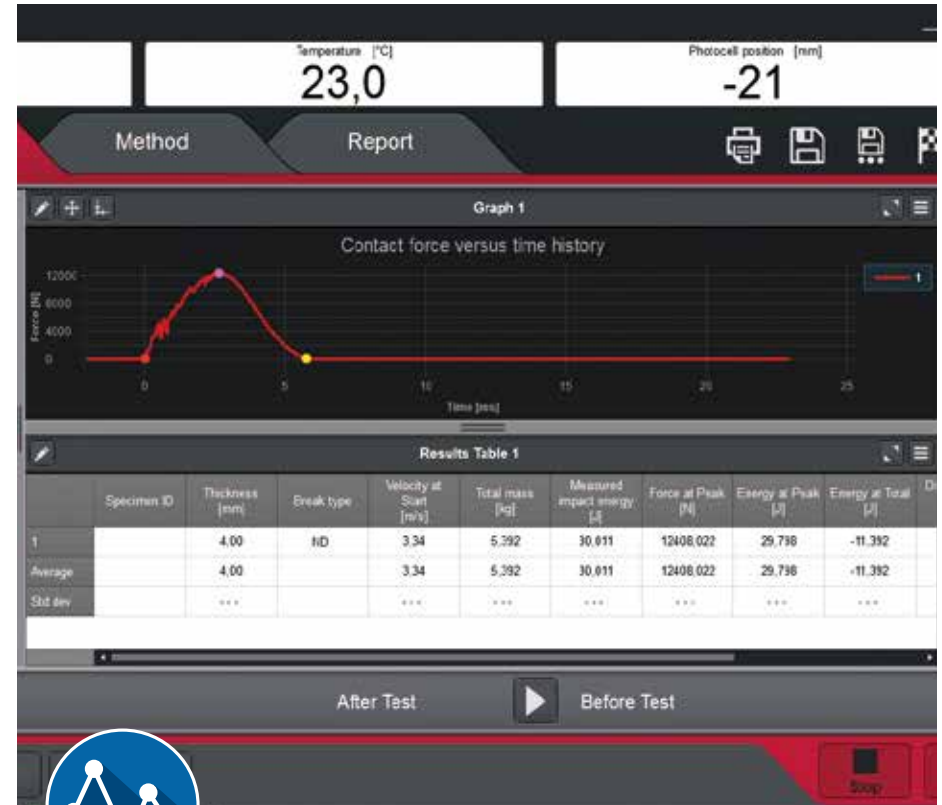 Temperature [°C]
23,0
Photocell position [mm]
-21
Method
Report
Graph 1
Contact force versus time history
Force [N]
12000
8000
4000
0
1
0 5 10 15 20 25
Time [ms]
Results Table 1
Specimen ID
Thickness [mm]
Break type
Velocity at Start [m/s]
Total mass [kg]
Measured impact energy [J]
Force at Peak [N]
Energy at Peak [J]
Energy at Total [J]
1 4,00 ND 3,34 5,392 30,011 12408,022 29,798 -11,392
Average 4,00 3,34 5,392 30,011 12408,022 29,798 -11,392
Std dev --- --- --- --- --- --- ---
After Test
Before Test
Stop